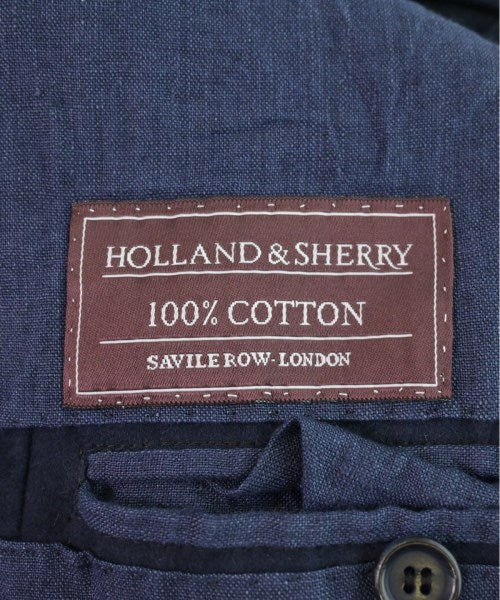 HOLLAND & SHERRY
100% COTTON
SAVILE ROW-LONDON